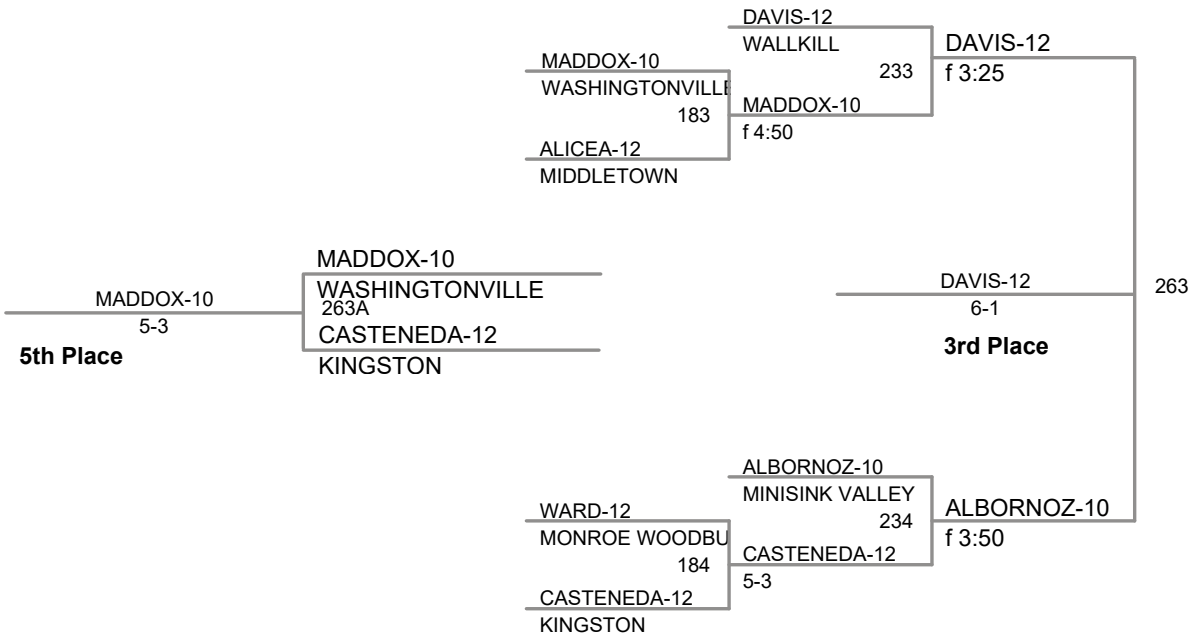 DAVIS-12
WALLKILL
233
DAVIS-12
f 3:25
MADDOX-10
WASHINGTONVILLE
183
MADDOX-10
f 4:50
ALICEA-12
MIDDLETOWN
MADDOX-10
WASHINGTONVILLE
263A
CASTENEDA-12
KINGSTON
MADDOX-10
5-3
5th Place
DAVIS-12
6-1
3rd Place
263
ALBORNOZ-10
MINISINK VALLEY
234
ALBORNOZ-10
f 3:50
WARD-12
MONROE WOODBU
184
CASTENEDA-12
5-3
CASTENEDA-12
KINGSTON